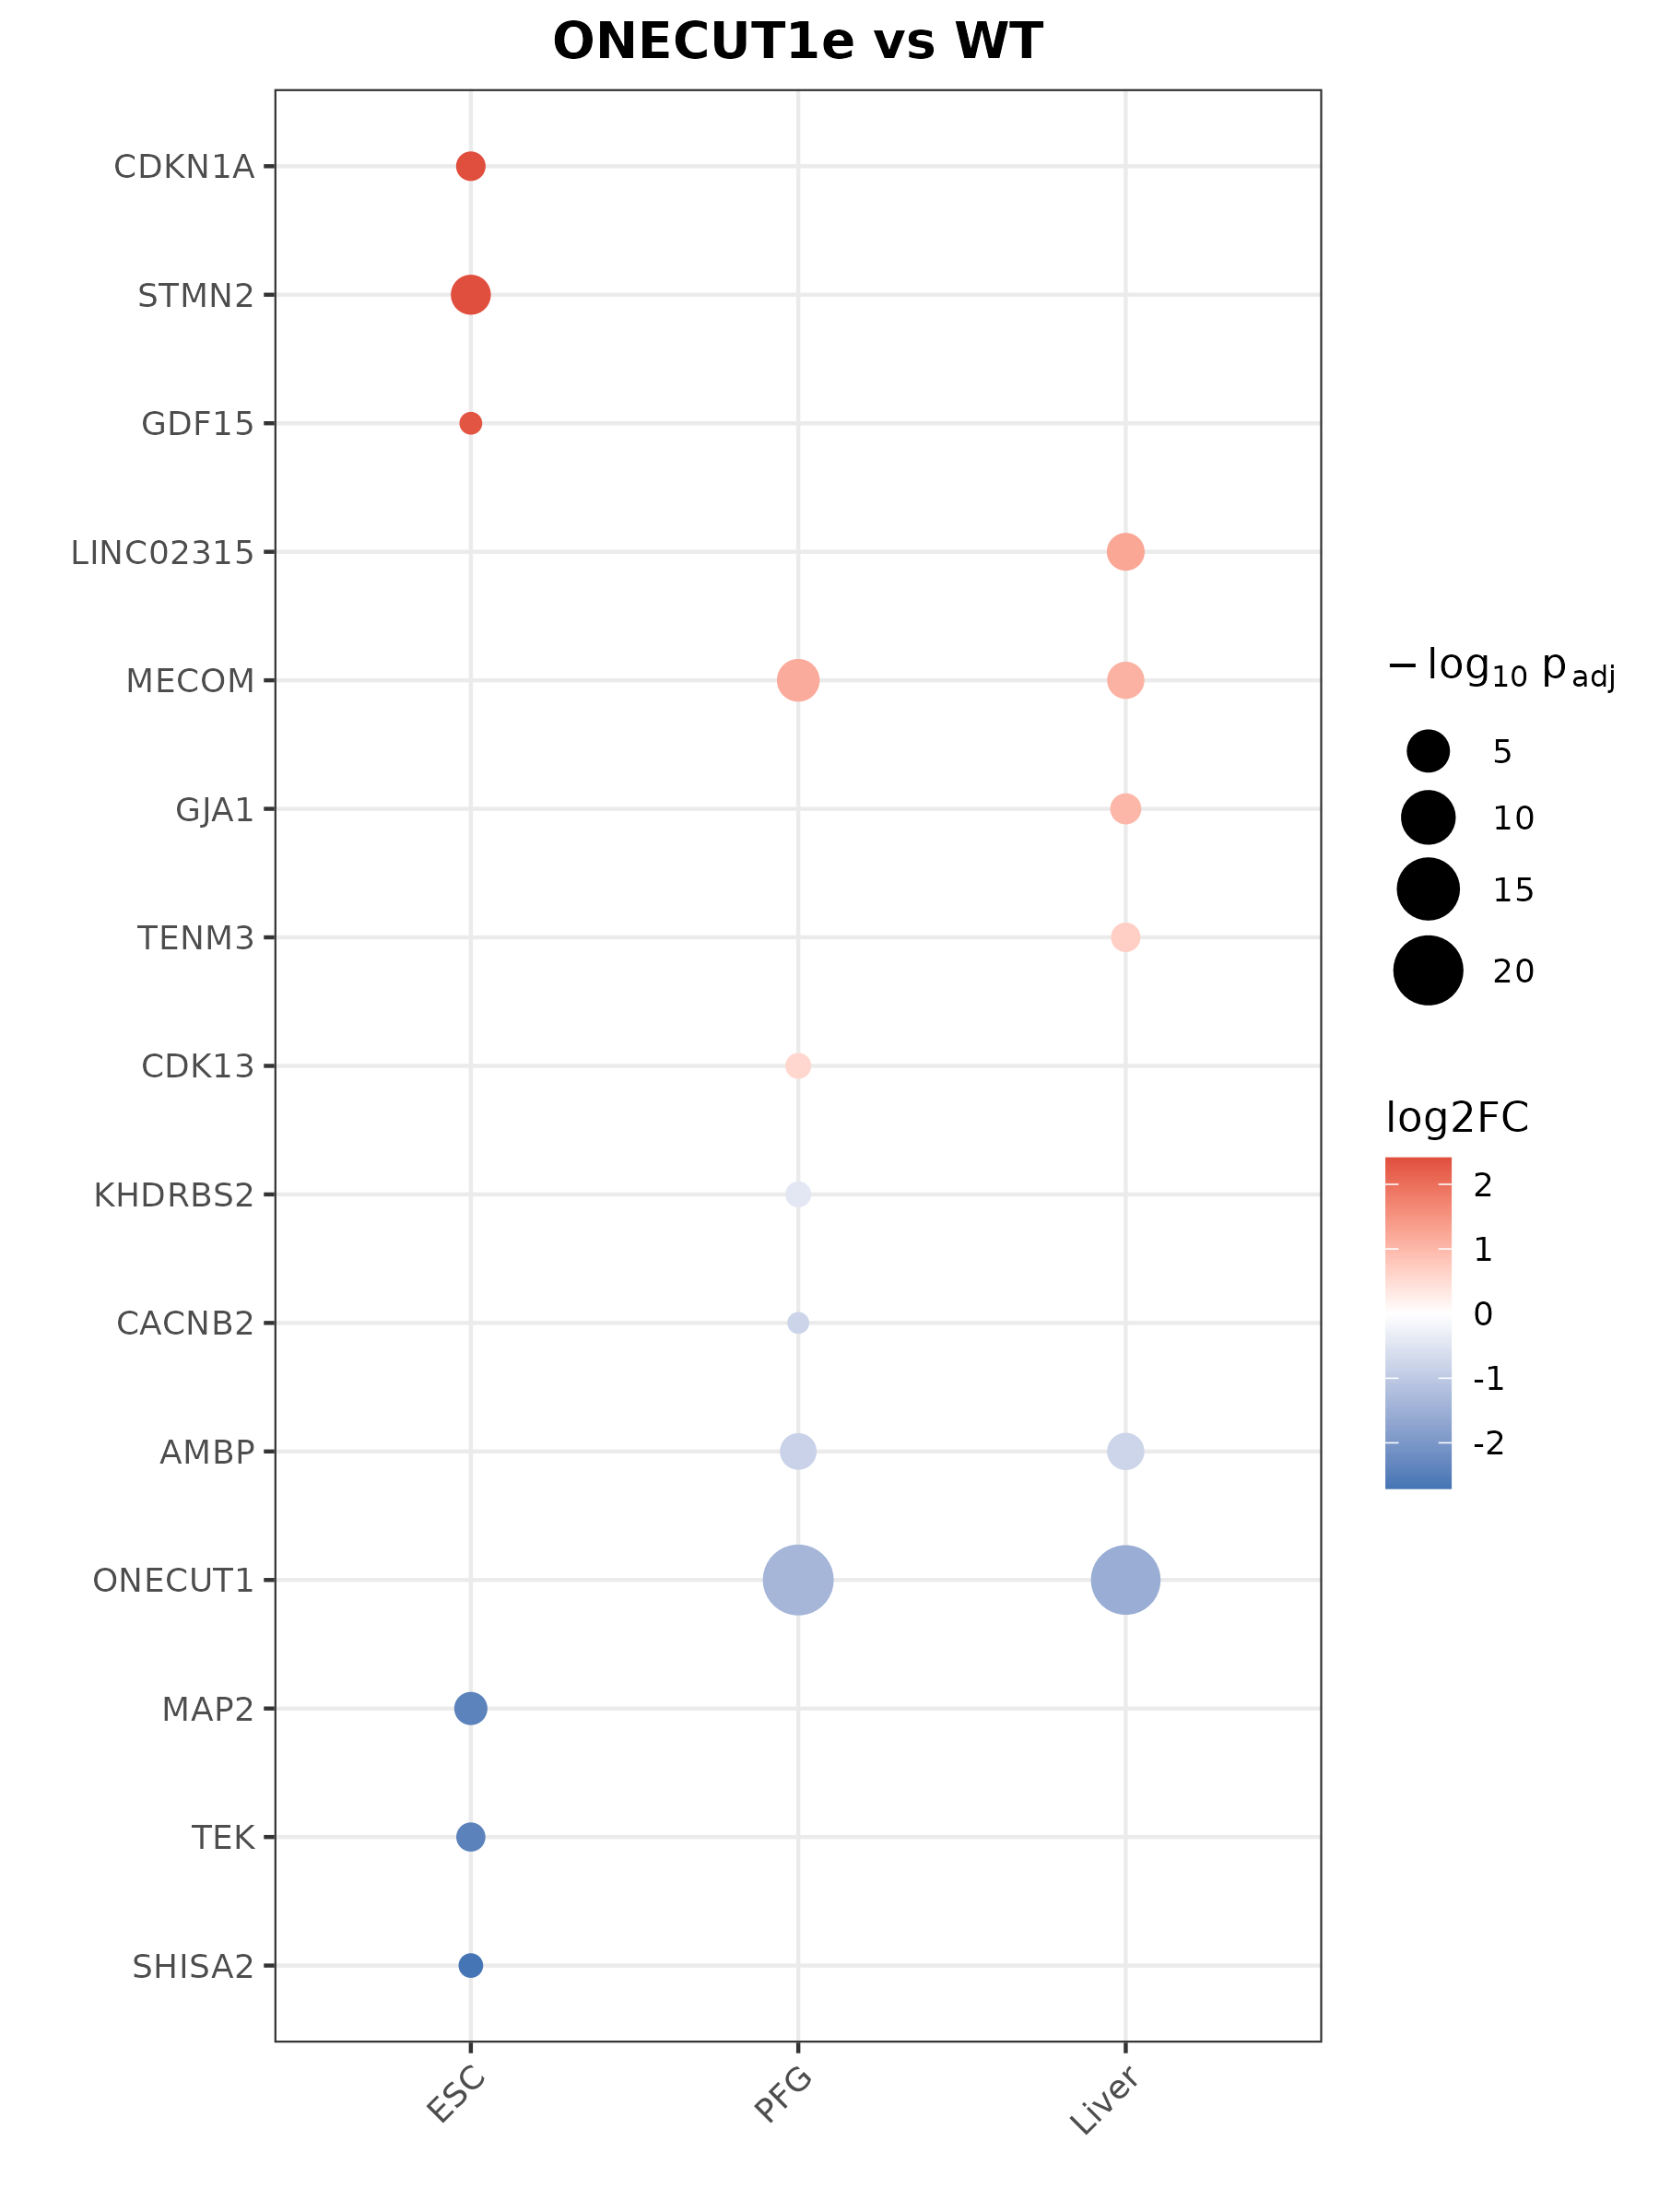 ONECUT1e vs WT
CDKN1A
STMN2
GDF15
LINC02315
MECOM
GJA1
TENM3
CDK13
KHDRBS2
CACNB2
AMBP
ONECUT1
MAP2
TEK
SHISA2
ESC
PFG
Liver
−log10 padj
5
10
15
20
log2FC
2
1
0
-1
-2